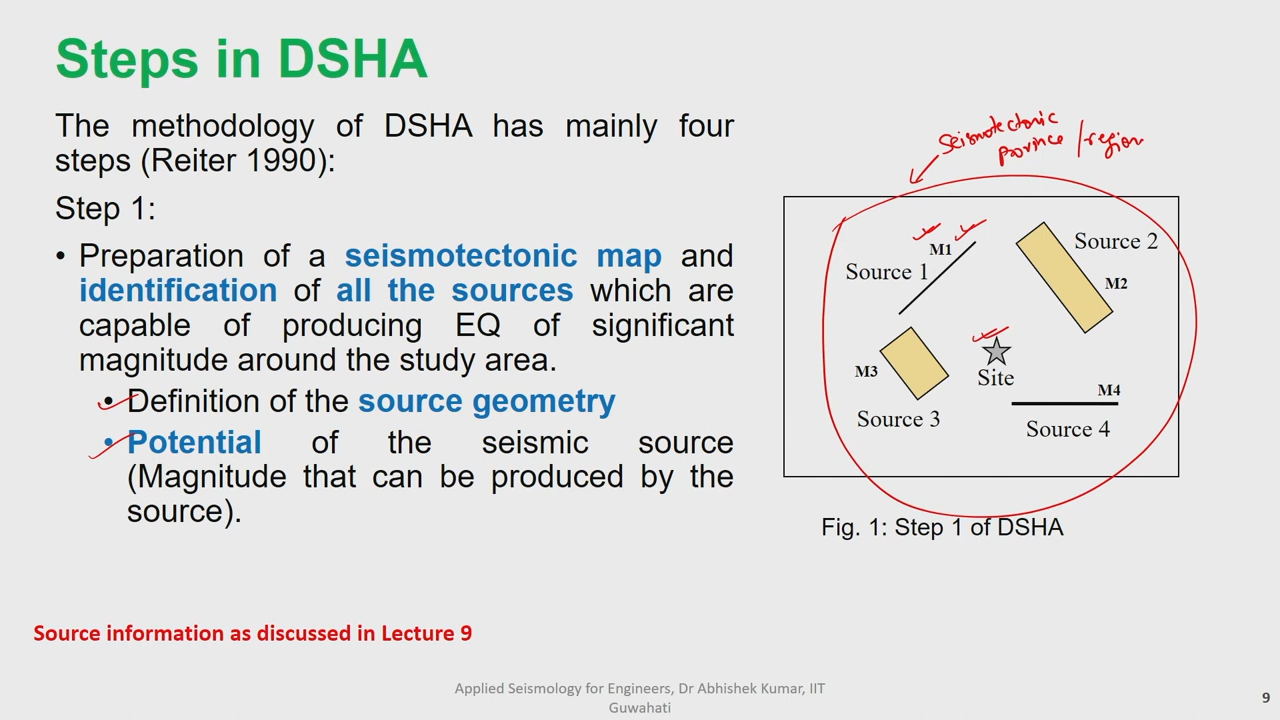 Steps in DSHA
The methodology of DSHA has mainly four
steps (Reiter 1990):
Step 1:
• Preparation of a seismotectonic map and
identification of all the sources which are
capable of producing EQ of significant
magnitude around the study area.
• Definition of the source geometry
• Potential of the seismic source
(Magnitude that can be produced by the
source).
Seismotectonic
province /region
M1
Source 1
Source 2
M2
M3
Site
Source 3
M4
Source 4
Fig. 1: Step 1 of DSHA
Source information as discussed in Lecture 9
Applied Seismology for Engineers, Dr Abhishek Kumar, IIT
Guwahati
9